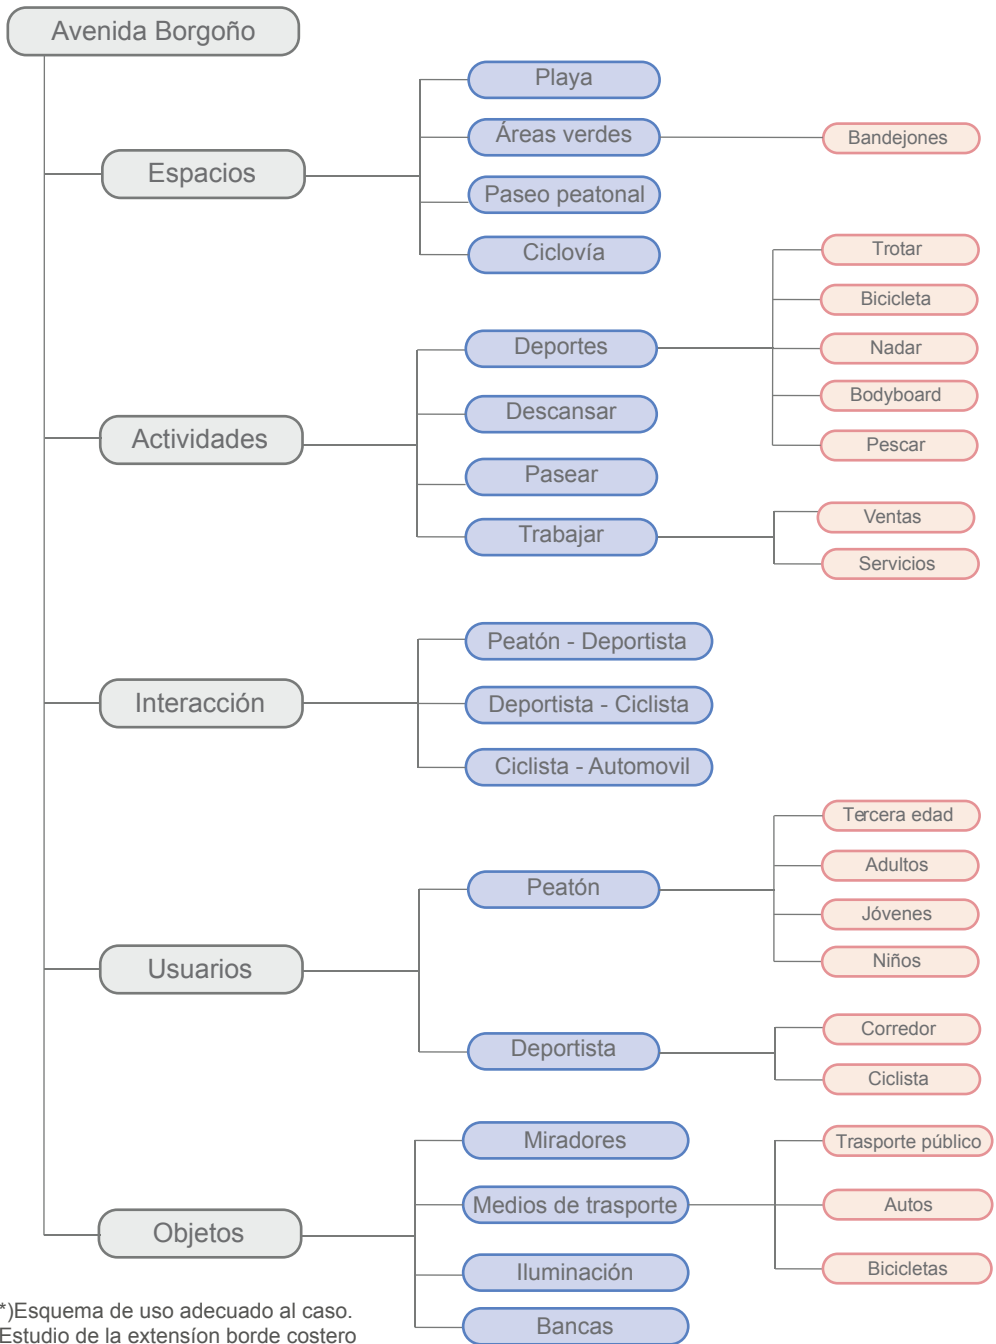 Avenida Borgoño
Espacios
Playa
Áreas verdes
Bandejones
Paseo peatonal
Ciclovía
Actividades
Deportes
Trotar
Bicicleta
Nadar
Bodyboard
Pescar
Descansar
Pasear
Trabajar
Ventas
Servicios
Interacción
Peatón - Deportista
Deportista - Ciclista
Ciclista - Automovil
Usuarios
Peatón
Tercera edad
Adultos
Jóvenes
Niños
Deportista
Corredor
Ciclista
Objetos
Miradores
Medios de trasporte
Trasporte público
Autos
Bicicletas
Iluminación
Bancas
*)Esquema de uso adecuado al caso.
Estudio de la extensíon borde costero